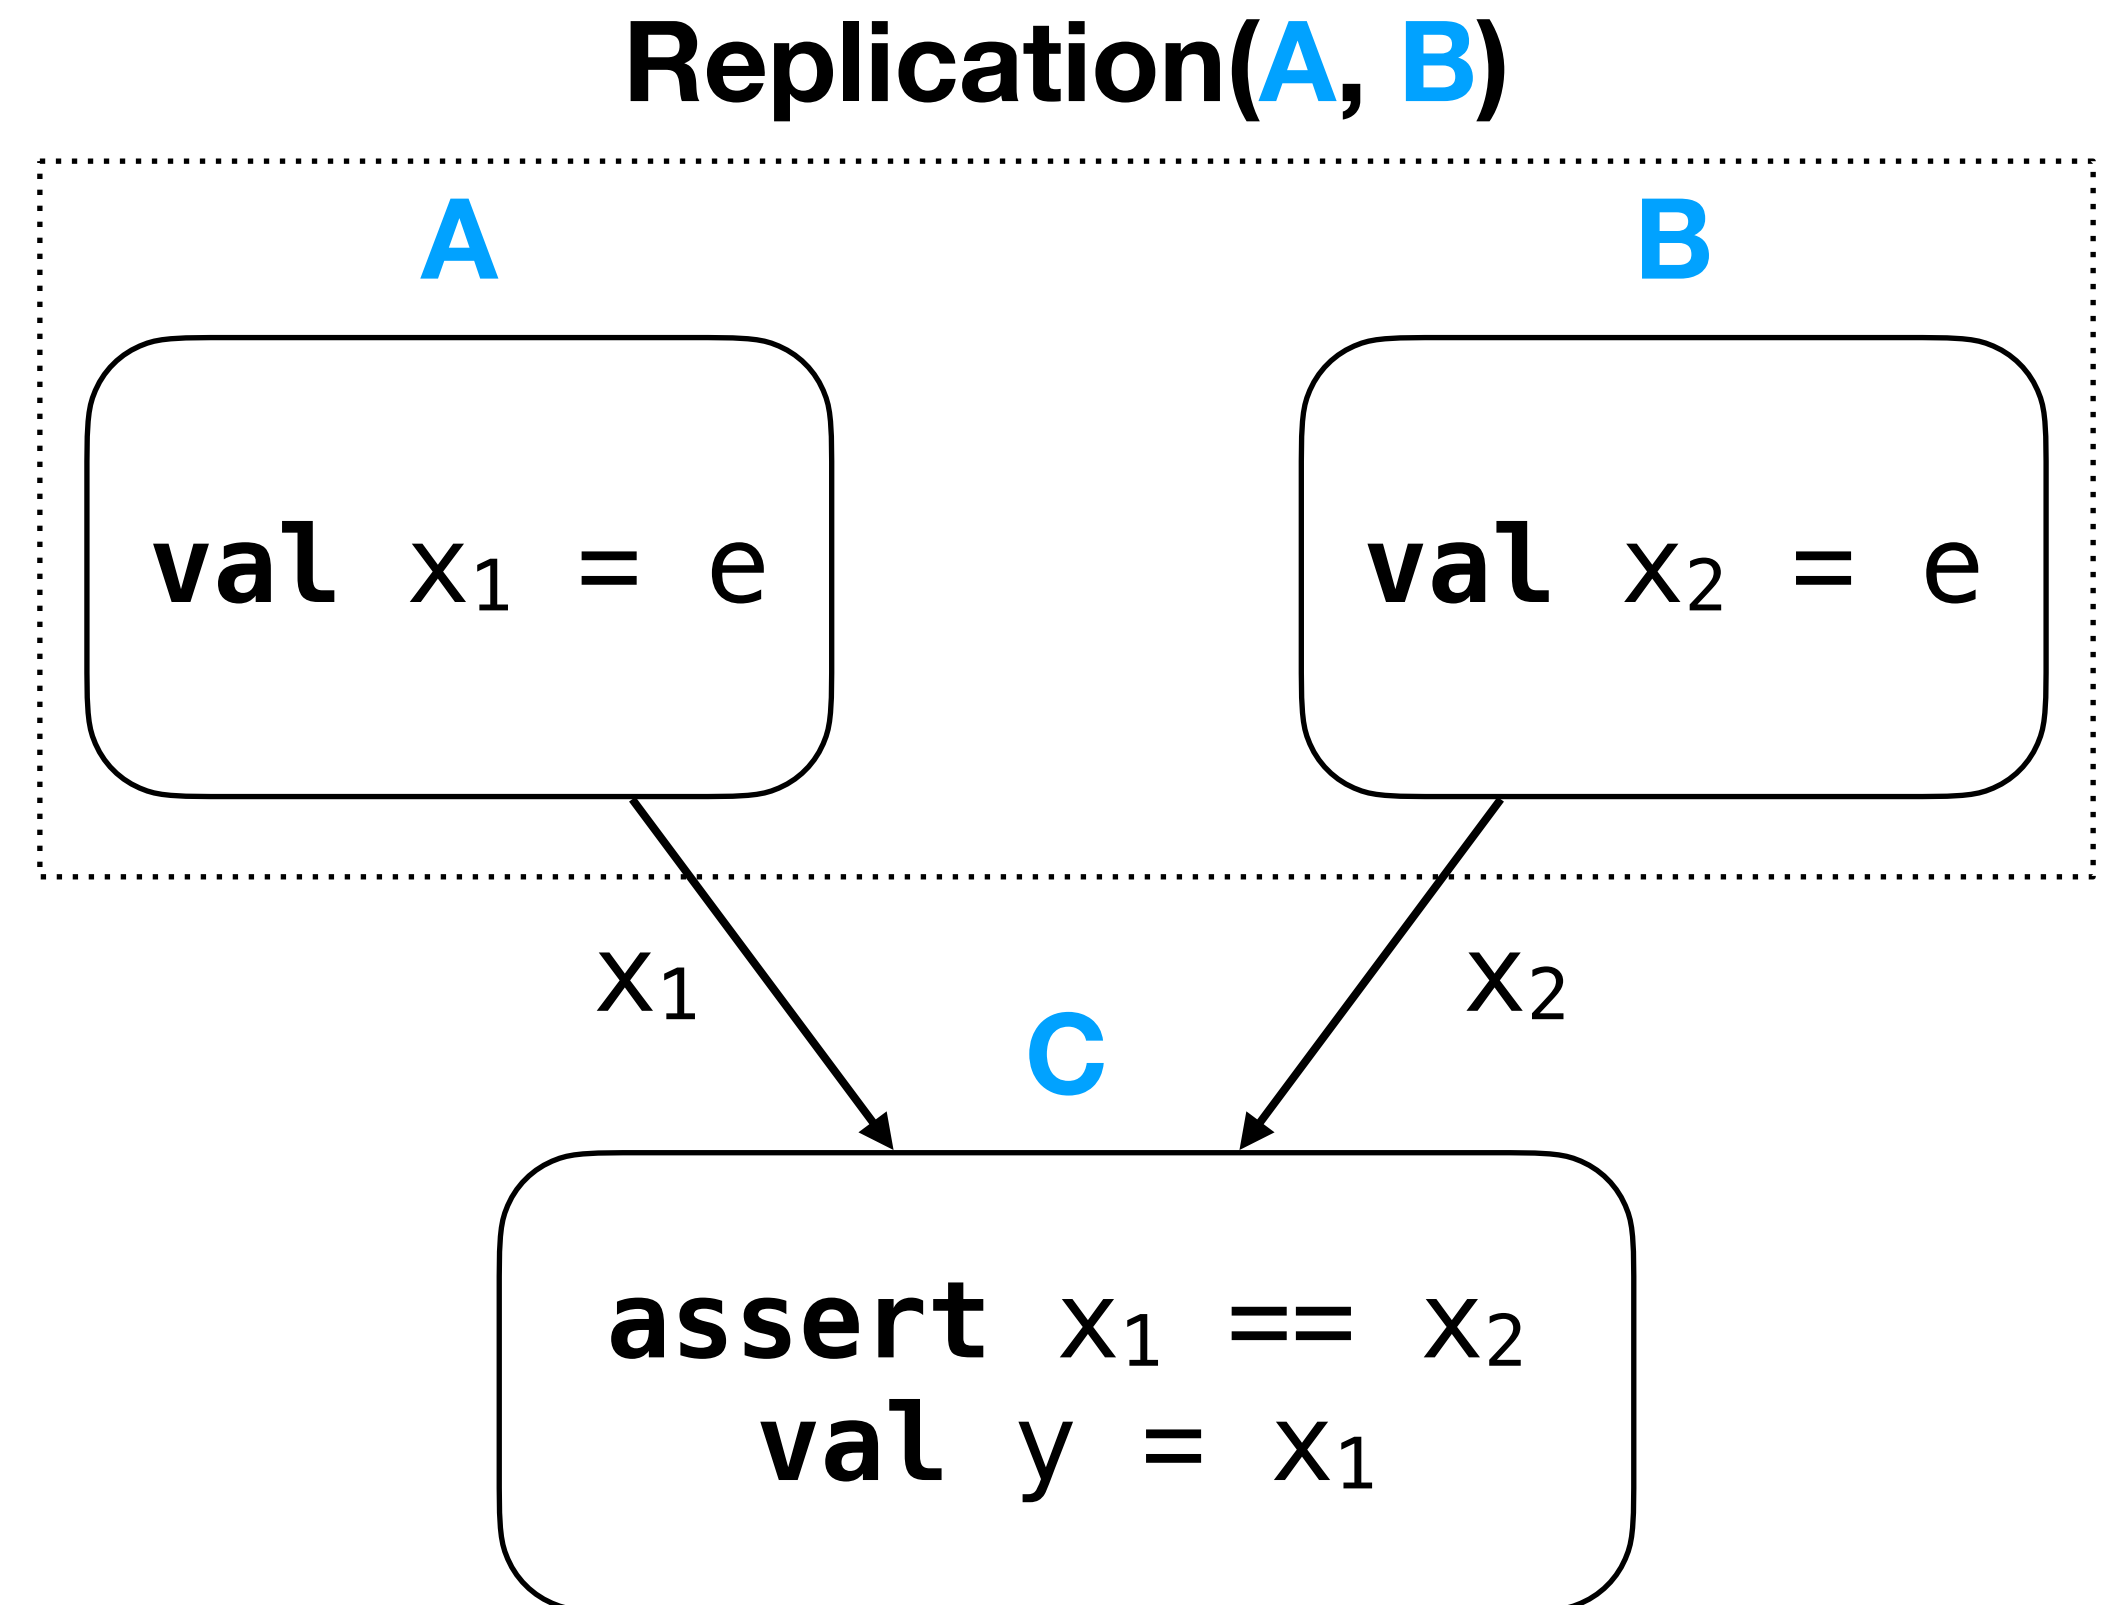 Replication(A, B)
A
B
val x₁ = e
val x₂ = e
x₁
x₂
C
assert x₁ == x₂
val y = x₁